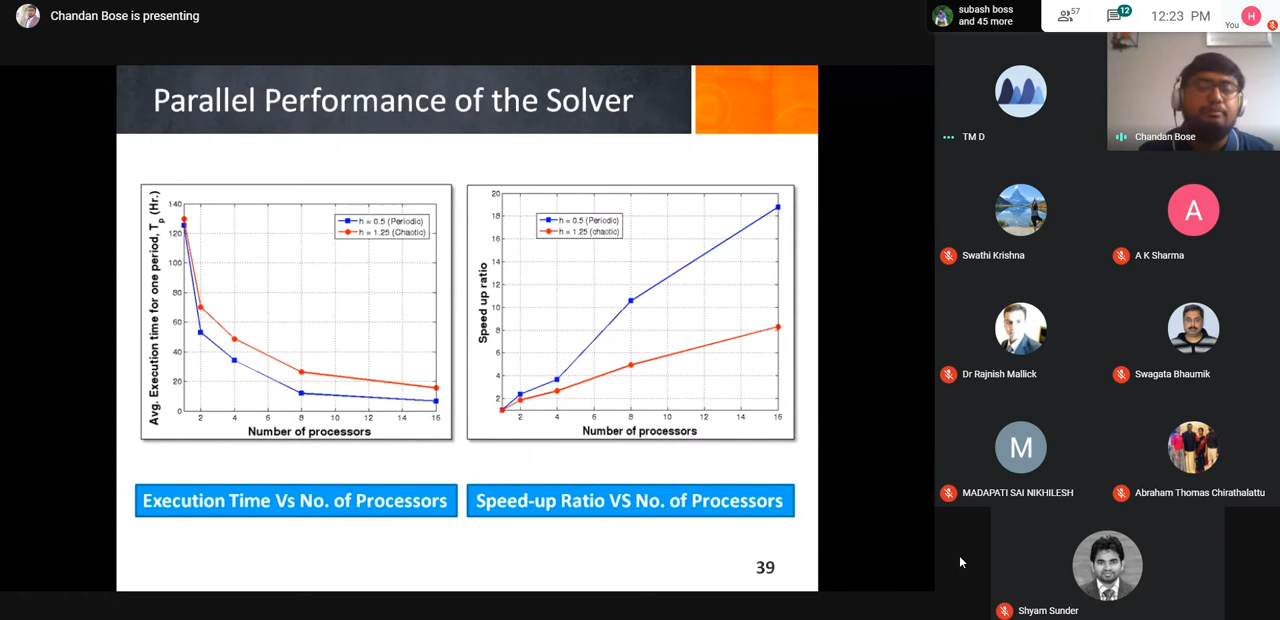 Chandan Bose is presenting
subash boss
and 45 more
57
12
12:23 PM
You
H
Parallel Performance of the Solver
Avg. Execution time for one period, Tp (Hr.)
140
120
100
80
60
40
20
0
2 4 6 8 10 12 14 16
Number of processors
h = 0.5 (Periodic)
h = 1.25 (Chaotic)
Speed up ratio
20
18
16
14
12
10
8
6
4
2
2 4 6 8 10 12 14 16
Number of processors
h = 0.5 (Periodic)
h = 1.25 (chaotic)
Execution Time Vs No. of Processors
Speed-up Ratio VS No. of Processors
39
TM D
Chandan Bose
Swathi Krishna
A
A K Sharma
Dr Rajnish Mallick
Swagata Bhaumik
M
MADAPATI SAI NIKHILESH
Abraham Thomas Chirathalattu
Shyam Sunder